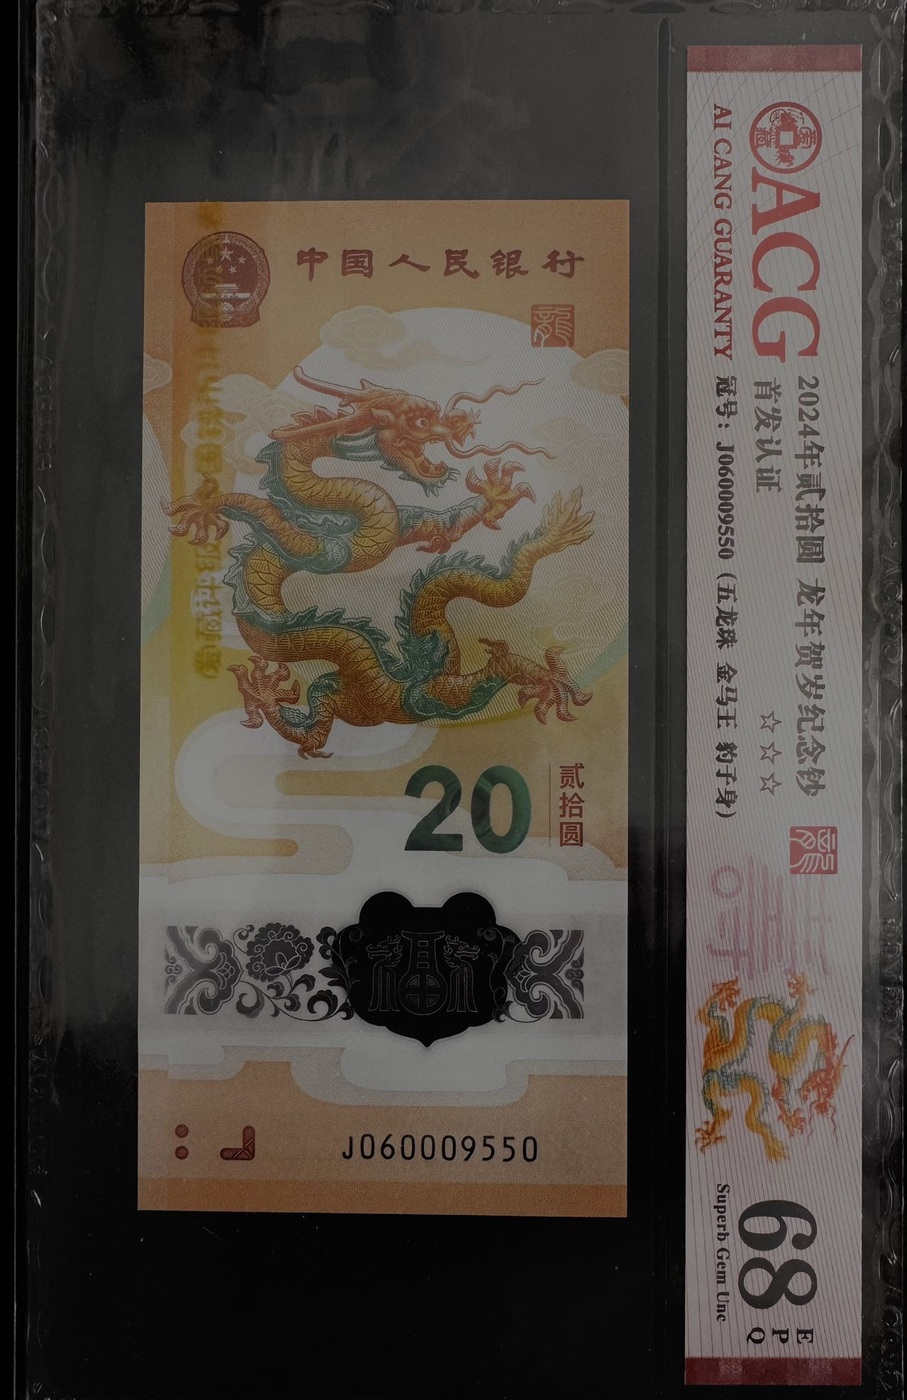 中国人民银行
龍
20
贰拾圆
J060009550
ACG
AI CANG GUARANTY
2024年贰拾圆 龙年贺岁纪念钞
首发认证
☆☆☆
冠号：J060009550（五龙珠 金马王 豹子身）
68
EPQ
Superb Gem Unc